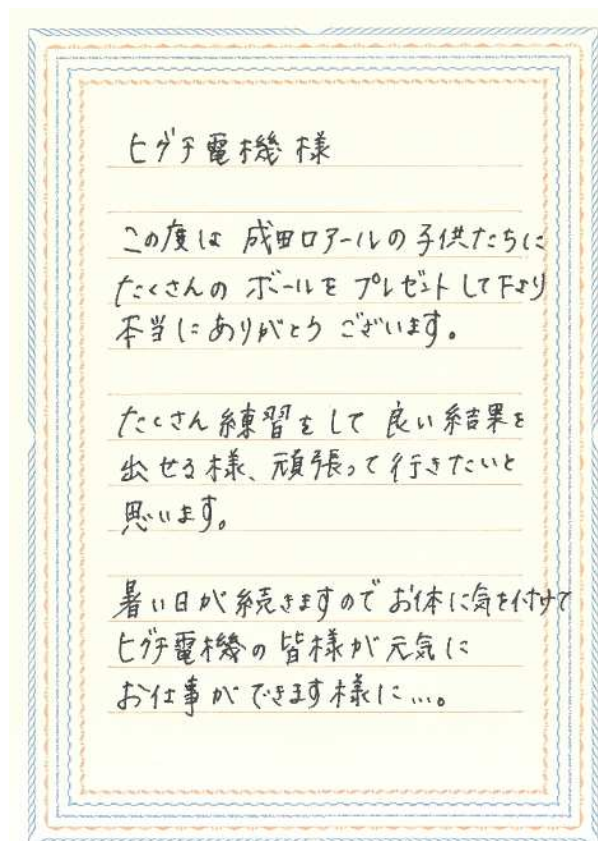 ヒグチ電機様
この度は 成田ロアールの子供たちに
たくさんの ボールを プレゼント して下より
本当に ありがとう ございます。
たくさん 練習をして 良い結果を
出せる様、頑張って行きたいと
思います。
暑い日が 続きますので お体に気を付けて
ヒグチ電機の皆様が 元気に
お仕事が できます様に…。